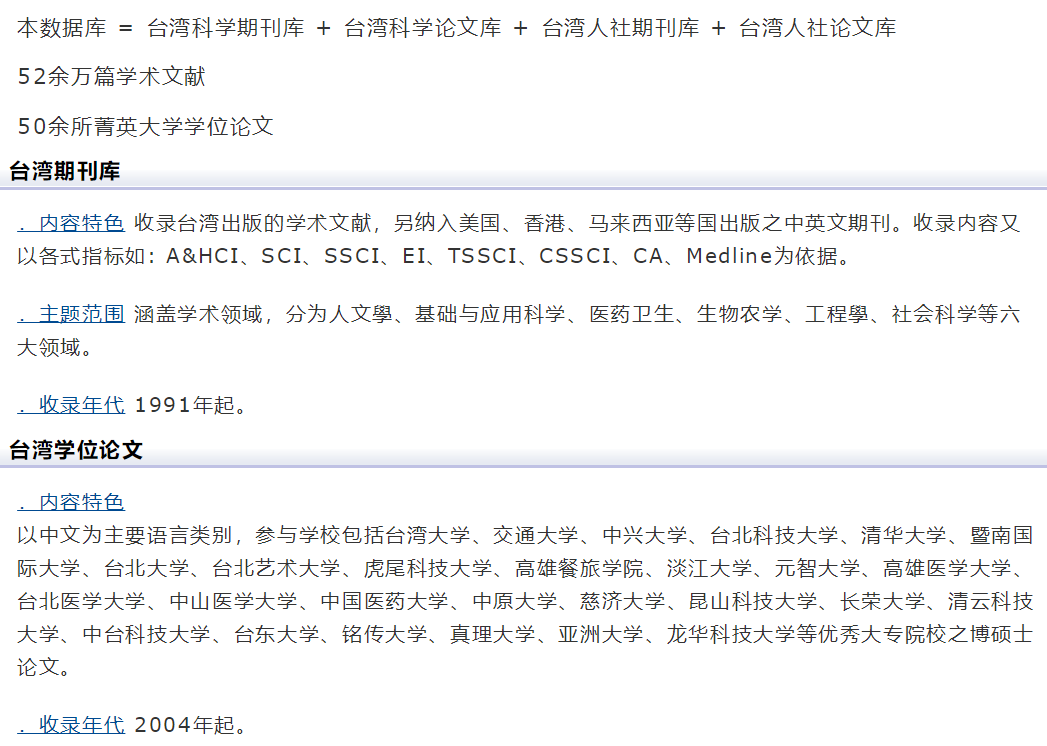 本数据库 = 台湾科学期刊库 + 台湾科学论文库 + 台湾人社期刊库 + 台湾人社论文库
52余万篇学术文献
50余所菁英大学学位论文
台湾期刊库
．内容特色 收录台湾出版的学术文献，另纳入美国、香港、马来西亚等国出版之中英文期刊。收录内容又
以各式指标如：A&HCI、SCI、SSCI、EI、TSSCI、CSSCI、CA、Medline为依据。
．主题范围 涵盖学术领域，分为人文學、基础与应用科学、医药卫生、生物农学、工程學、社会科学等六
大领域。
．收录年代 1991年起。
台湾学位论文
．内容特色
以中文为主要语言类别，参与学校包括台湾大学、交通大学、中兴大学、台北科技大学、清华大学、暨南国
际大学、台北大学、台北艺术大学、虎尾科技大学、高雄餐旅学院、淡江大学、元智大学、高雄医学大学、
台北医学大学、中山医学大学、中国医药大学、中原大学、慈济大学、昆山科技大学、长荣大学、清云科技
大学、中台科技大学、台东大学、铭传大学、真理大学、亚洲大学、龙华科技大学等优秀大专院校之博硕士
论文。
．收录年代 2004年起。